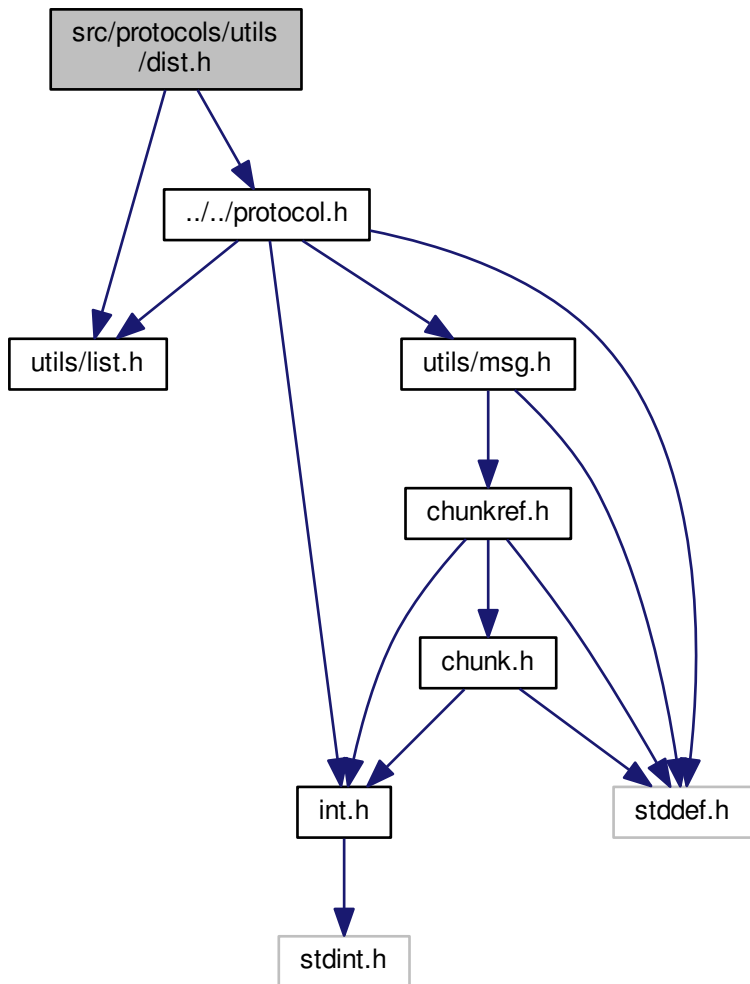 src/protocols/utils
/dist.h
../../protocol.h
utils/list.h
utils/msg.h
chunkref.h
chunk.h
int.h
stddef.h
stdint.h